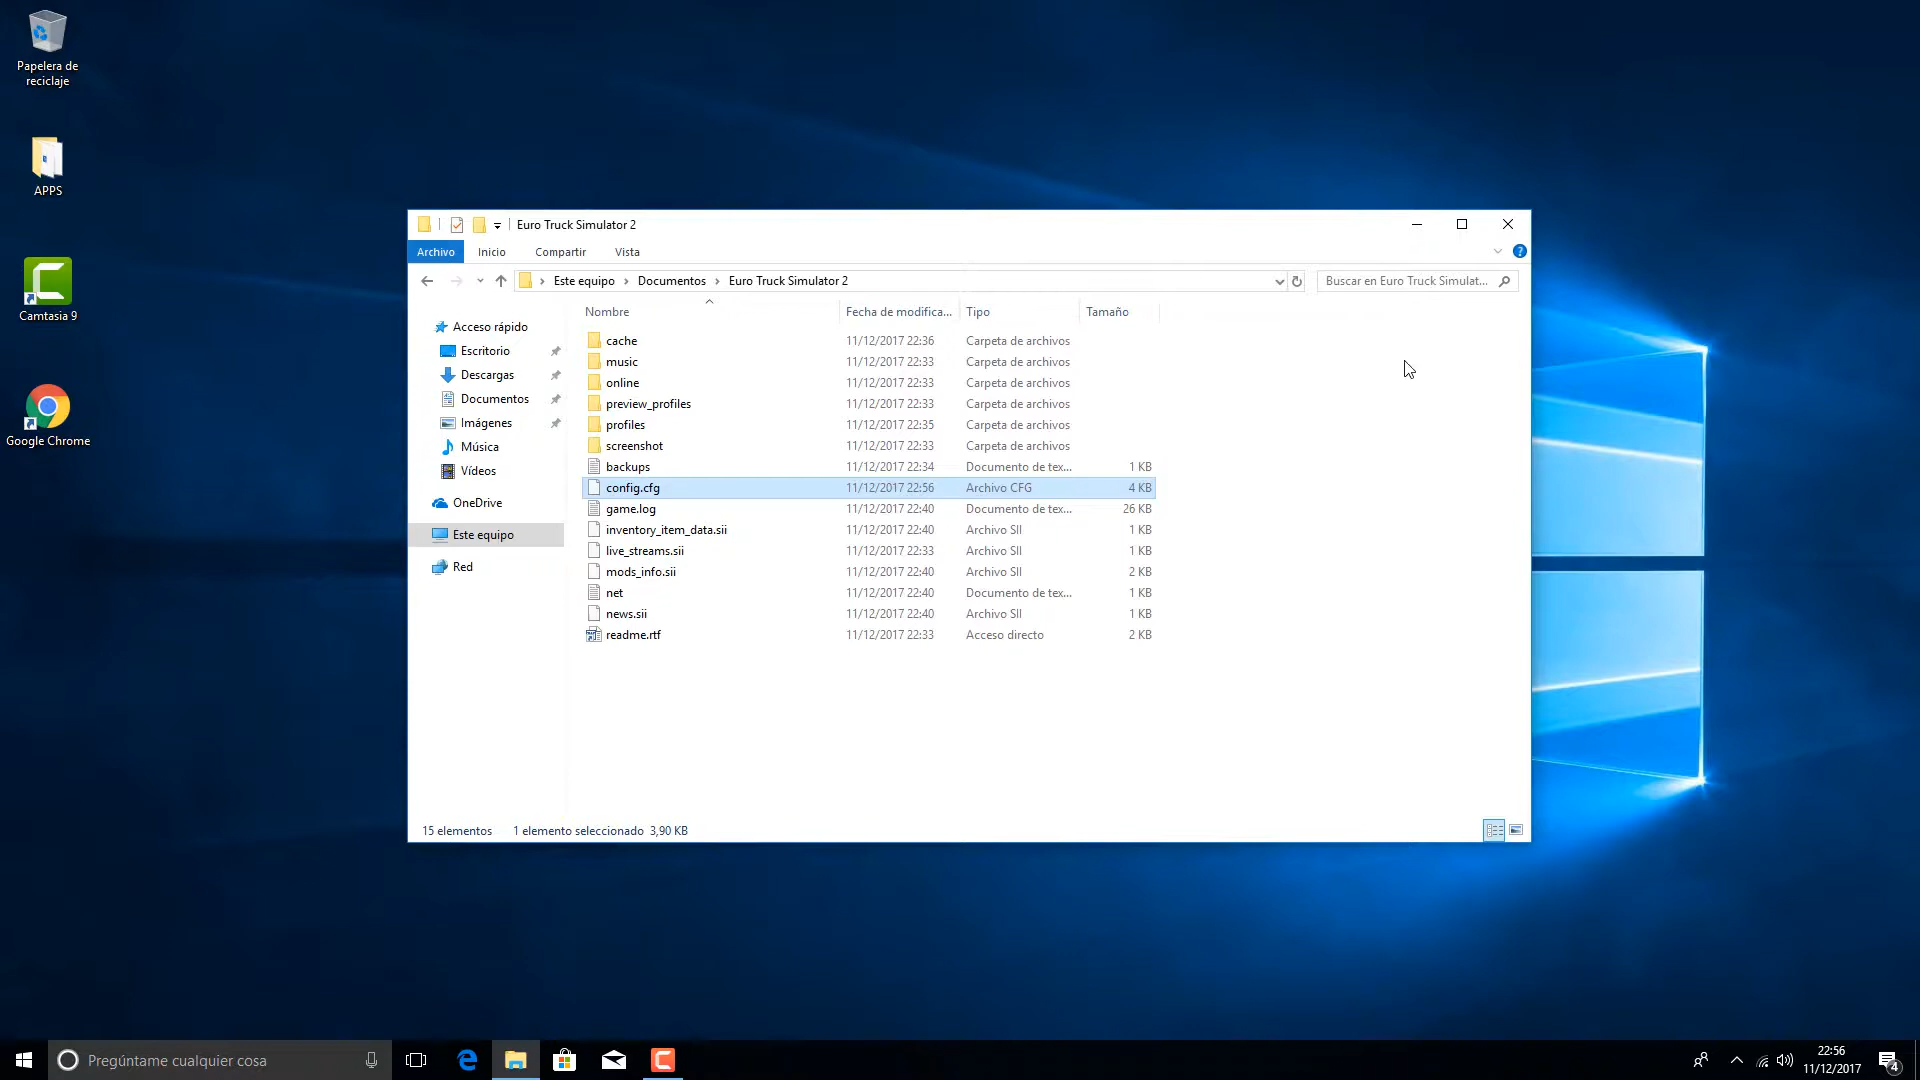 Papelera de
reciclaje
APPS
Camtasia 9
Google Chrome
Euro Truck Simulator 2
Archivo Inicio Compartir Vista
Este equipo Documentos Euro Truck Simulator 2
Buscar en Euro Truck Simulat...
Acceso rápido
Escritorio
Descargas
Documentos
Imágenes
Música
Vídeos
OneDrive
Este equipo
Red
Nombre Fecha de modifica... Tipo Tamaño
cache 11/12/2017 22:36 Carpeta de archivos
music 11/12/2017 22:33 Carpeta de archivos
online 11/12/2017 22:33 Carpeta de archivos
preview_profiles 11/12/2017 22:33 Carpeta de archivos
profiles 11/12/2017 22:35 Carpeta de archivos
screenshot 11/12/2017 22:33 Carpeta de archivos
backups 11/12/2017 22:34 Documento de tex... 1 KB
config.cfg 11/12/2017 22:56 Archivo CFG 4 KB
game.log 11/12/2017 22:40 Documento de tex... 26 KB
inventory_item_data.sii 11/12/2017 22:40 Archivo SII 1 KB
live_streams.sii 11/12/2017 22:33 Archivo SII 1 KB
mods_info.sii 11/12/2017 22:40 Archivo SII 2 KB
net 11/12/2017 22:40 Documento de tex... 1 KB
news.sii 11/12/2017 22:40 Archivo SII 1 KB
readme.rtf 11/12/2017 22:33 Acceso directo 2 KB
15 elementos 1 elemento seleccionado 3,90 KB
Pregúntame cualquier cosa
22:56
11/12/2017
4